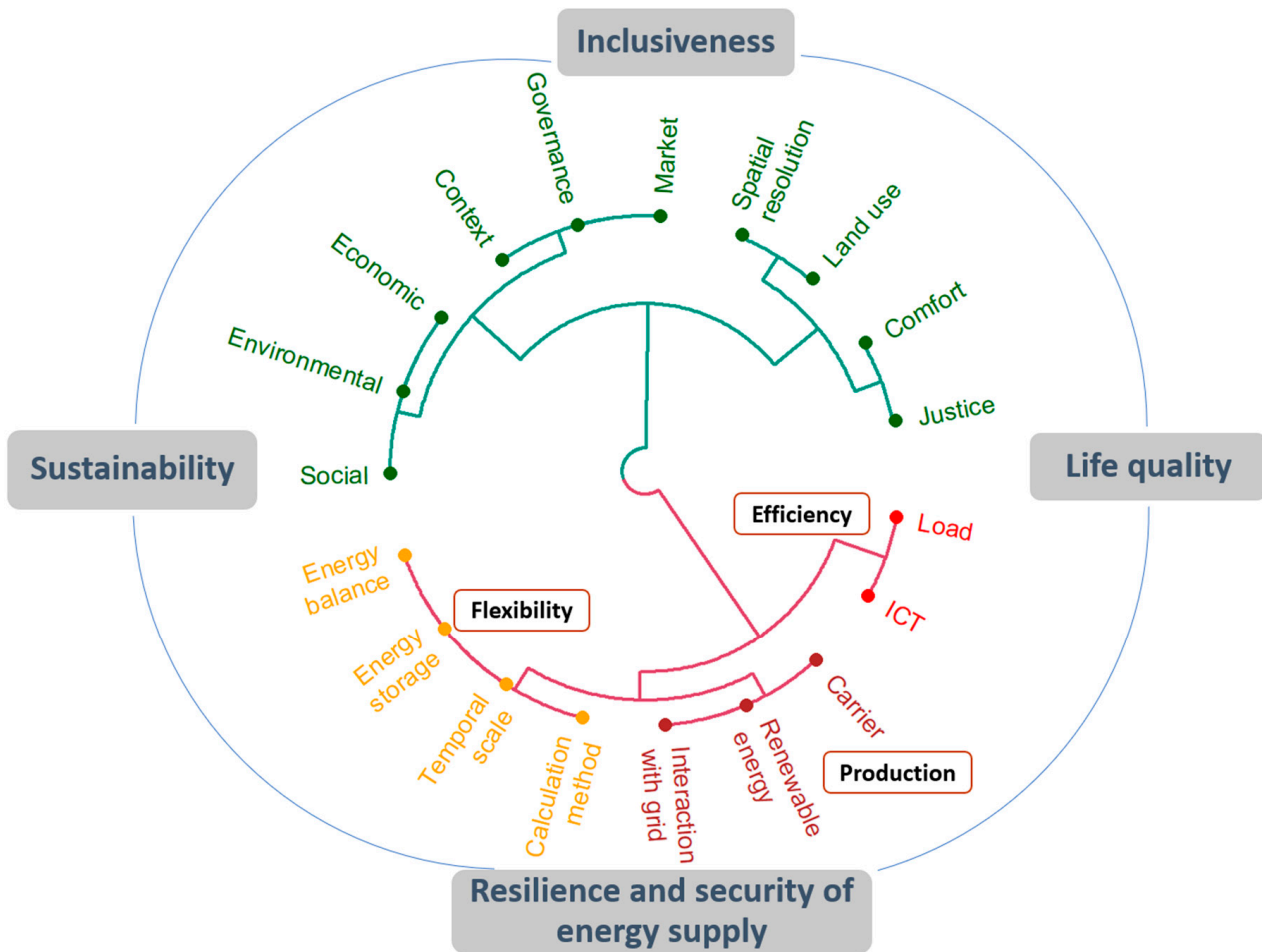 Inclusiveness
Governance
Market
Context
Spatial
resolution
Land use
Economic
Comfort
Environmental
Justice
Sustainability
Social
Life quality
Efficiency
Load
Energy
balance
Flexibility
ICT
Energy
storage
Temporal
scale
Calculation
method
Interaction
with grid
Renewable
energy
Carrier
Production
Resilience and security of
energy supply